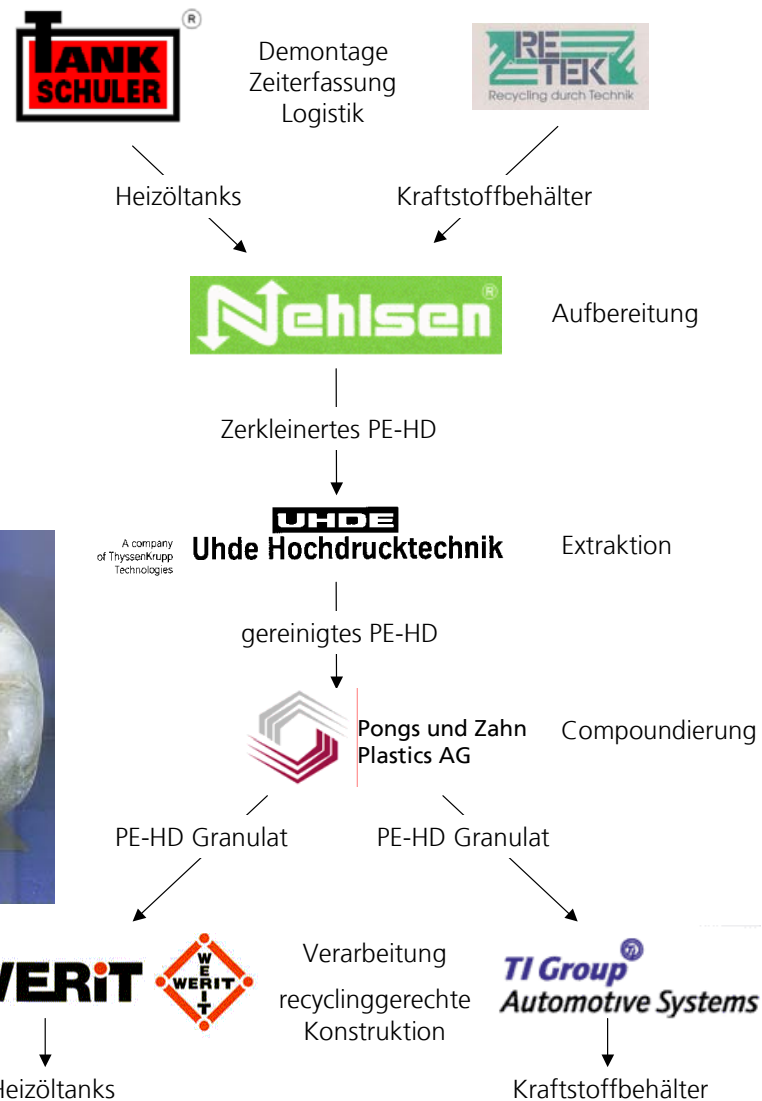 TANK
SCHULER
®
Demontage
Zeiterfassung
Logistik
RE
TEK
Recycling durch Technik
Heizöltanks
Kraftstoffbehälter
Nehlsen
®
Aufbereitung
Zerkleinertes PE-HD
A company
of ThyssenKrupp
Technologies
UHDE
Uhde Hochdrucktechnik
Extraktion
gereinigtes PE-HD
Pongs und Zahn
Plastics AG
Compoundierung
PE-HD Granulat
PE-HD Granulat
WERiT
WERIT
WERIT
Verarbeitung
recyclinggerechte
Konstruktion
TI Group
Automotive Systems
Heizöltanks
Kraftstoffbehälter